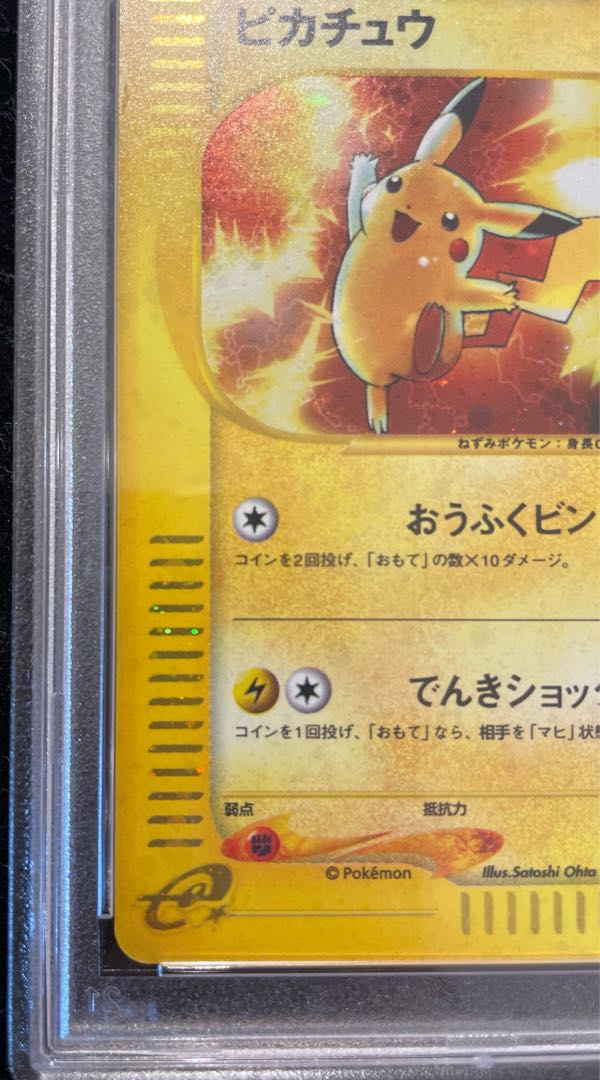 ピカチュウ
ねずみポケモン：身長
おうふくビン
コインを2回投げ、「おもて」の数×10ダメージ。
でんきショッ
コインを1回投げ、「おもて」なら、相手を「マヒ」状
弱点 抵抗力
© Pokémon Illus. Satoshi Ohta